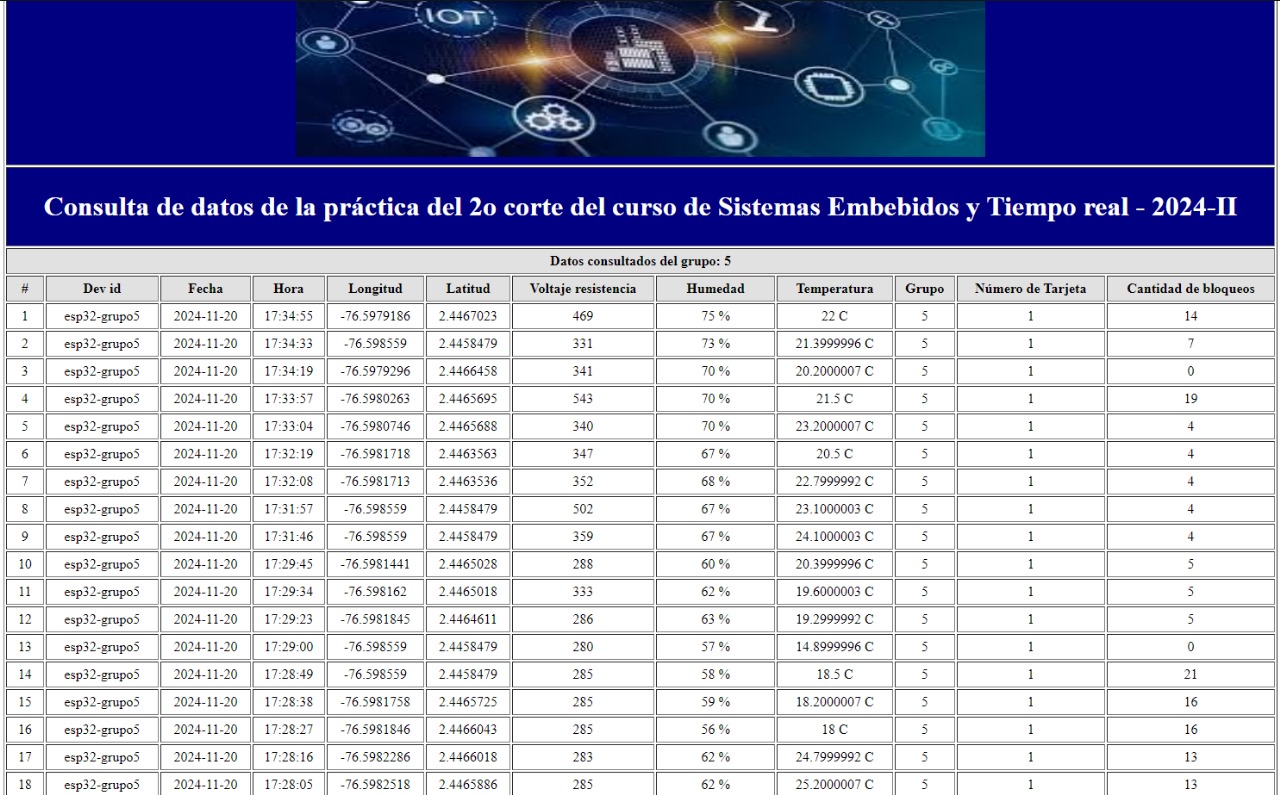 IOT
Consulta de datos de la práctica del 2o corte del curso de Sistemas Embebidos y Tiempo real - 2024-II
Datos consultados del grupo: 5
# Dev id Fecha Hora Longitud Latitud Voltaje resistencia Humedad Temperatura Grupo Número de Tarjeta Cantidad de bloqueos
1 esp32-grupo5 2024-11-20 17:34:55 -76.5979186 2.4467023 469 75 % 22 C 5 1 14
2 esp32-grupo5 2024-11-20 17:34:33 -76.598559 2.4458479 331 73 % 21.3999996 C 5 1 7
3 esp32-grupo5 2024-11-20 17:34:19 -76.5979296 2.4466458 341 70 % 20.2000007 C 5 1 0
4 esp32-grupo5 2024-11-20 17:33:57 -76.5980263 2.4465695 543 70 % 21.5 C 5 1 19
5 esp32-grupo5 2024-11-20 17:33:04 -76.5980746 2.4465688 340 70 % 23.2000007 C 5 1 4
6 esp32-grupo5 2024-11-20 17:32:19 -76.5981718 2.4463563 347 67 % 20.5 C 5 1 4
7 esp32-grupo5 2024-11-20 17:32:08 -76.5981713 2.4463536 352 68 % 22.7999992 C 5 1 4
8 esp32-grupo5 2024-11-20 17:31:57 -76.598559 2.4458479 502 67 % 23.1000003 C 5 1 4
9 esp32-grupo5 2024-11-20 17:31:46 -76.598559 2.4458479 359 67 % 24.1000003 C 5 1 4
10 esp32-grupo5 2024-11-20 17:29:45 -76.5981441 2.4465028 288 60 % 20.3999996 C 5 1 5
11 esp32-grupo5 2024-11-20 17:29:34 -76.598162 2.4465018 333 62 % 19.6000003 C 5 1 5
12 esp32-grupo5 2024-11-20 17:29:23 -76.5981845 2.4464611 286 63 % 19.2999992 C 5 1 5
13 esp32-grupo5 2024-11-20 17:29:00 -76.598559 2.4458479 280 57 % 14.8999996 C 5 1 0
14 esp32-grupo5 2024-11-20 17:28:49 -76.598559 2.4458479 285 58 % 18.5 C 5 1 21
15 esp32-grupo5 2024-11-20 17:28:38 -76.5981758 2.4465725 285 59 % 18.2000007 C 5 1 16
16 esp32-grupo5 2024-11-20 17:28:27 -76.5981846 2.4466043 285 56 % 18 C 5 1 16
17 esp32-grupo5 2024-11-20 17:28:16 -76.5982286 2.4466018 283 62 % 24.7999992 C 5 1 13
18 esp32-grupo5 2024-11-20 17:28:05 -76.5982518 2.4465886 285 62 % 25.2000007 C 5 1 13